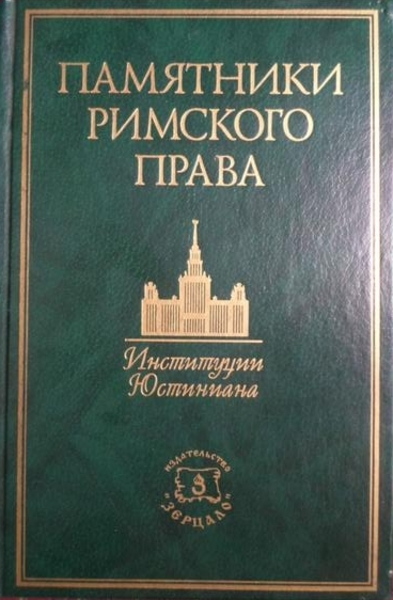 ПАМЯТНИКИ
РИМСКОГО
ПРАВА
Институции
Юстиниана
ИЗДАТЕЛЬСТВО
З
"ЗЕРЦАЛО"